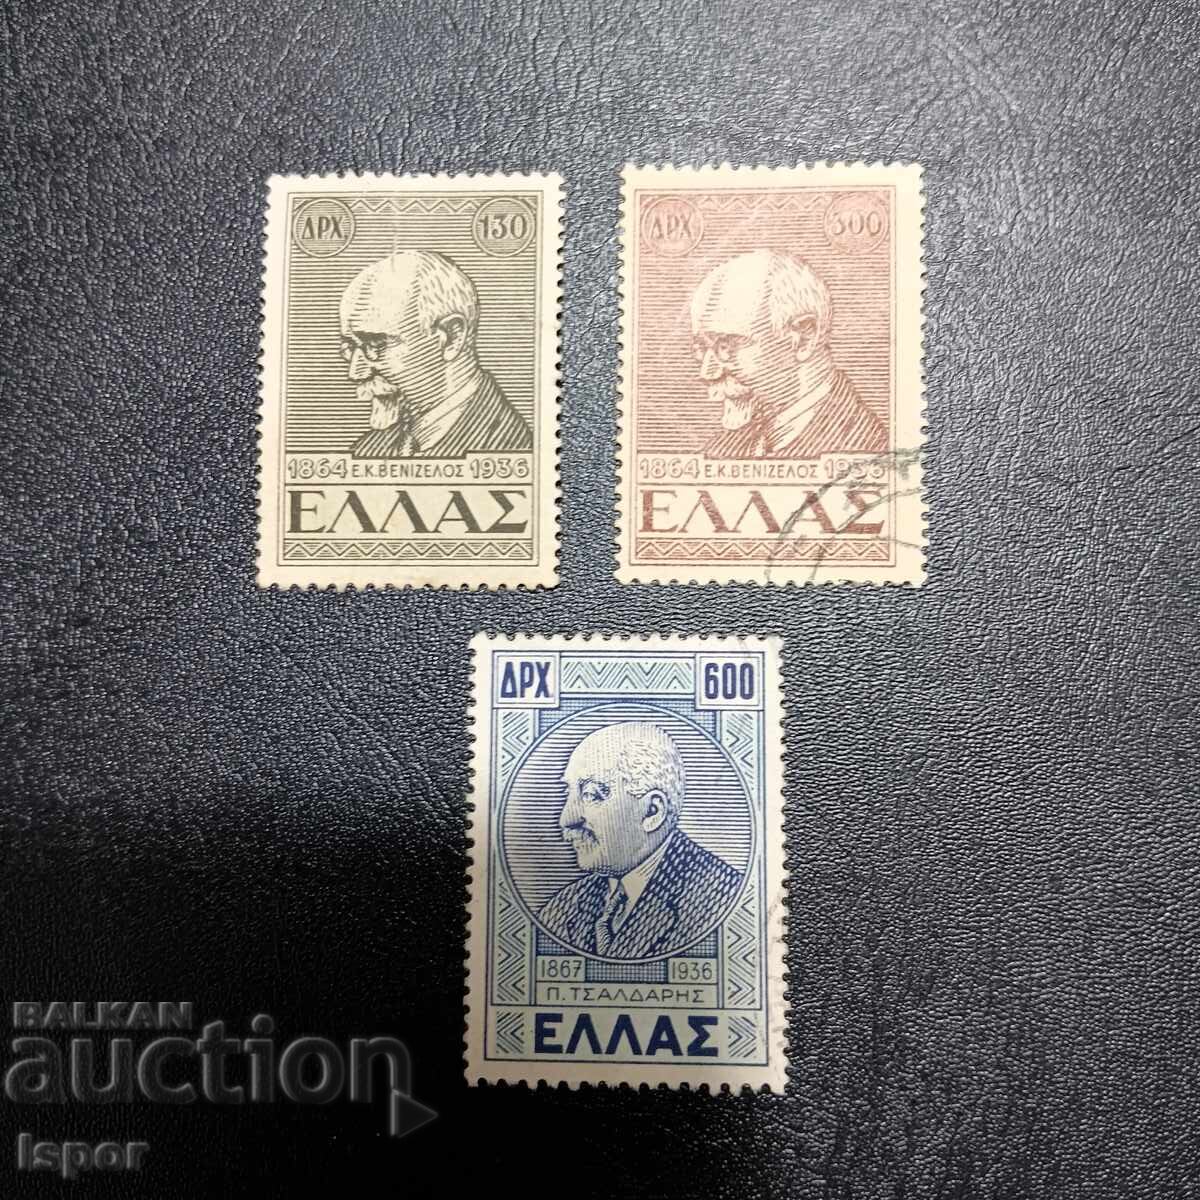 ΔΡΧ 130
1864 Ε.Κ.ΒΕΝΙΖΕΛΟΣ 1936
ΕΛΛΑΣ
ΔΡΧ 300
1864 Ε.Κ.ΒΕΝΙΖΕΛΟΣ 1936
ΕΛΛΑΣ
ΔΡΧ 600
1867 1936
Π. ΤΣΑΛΔΑΡΗΣ
ΕΛΛΑΣ
BALKAN
auction
Ispor